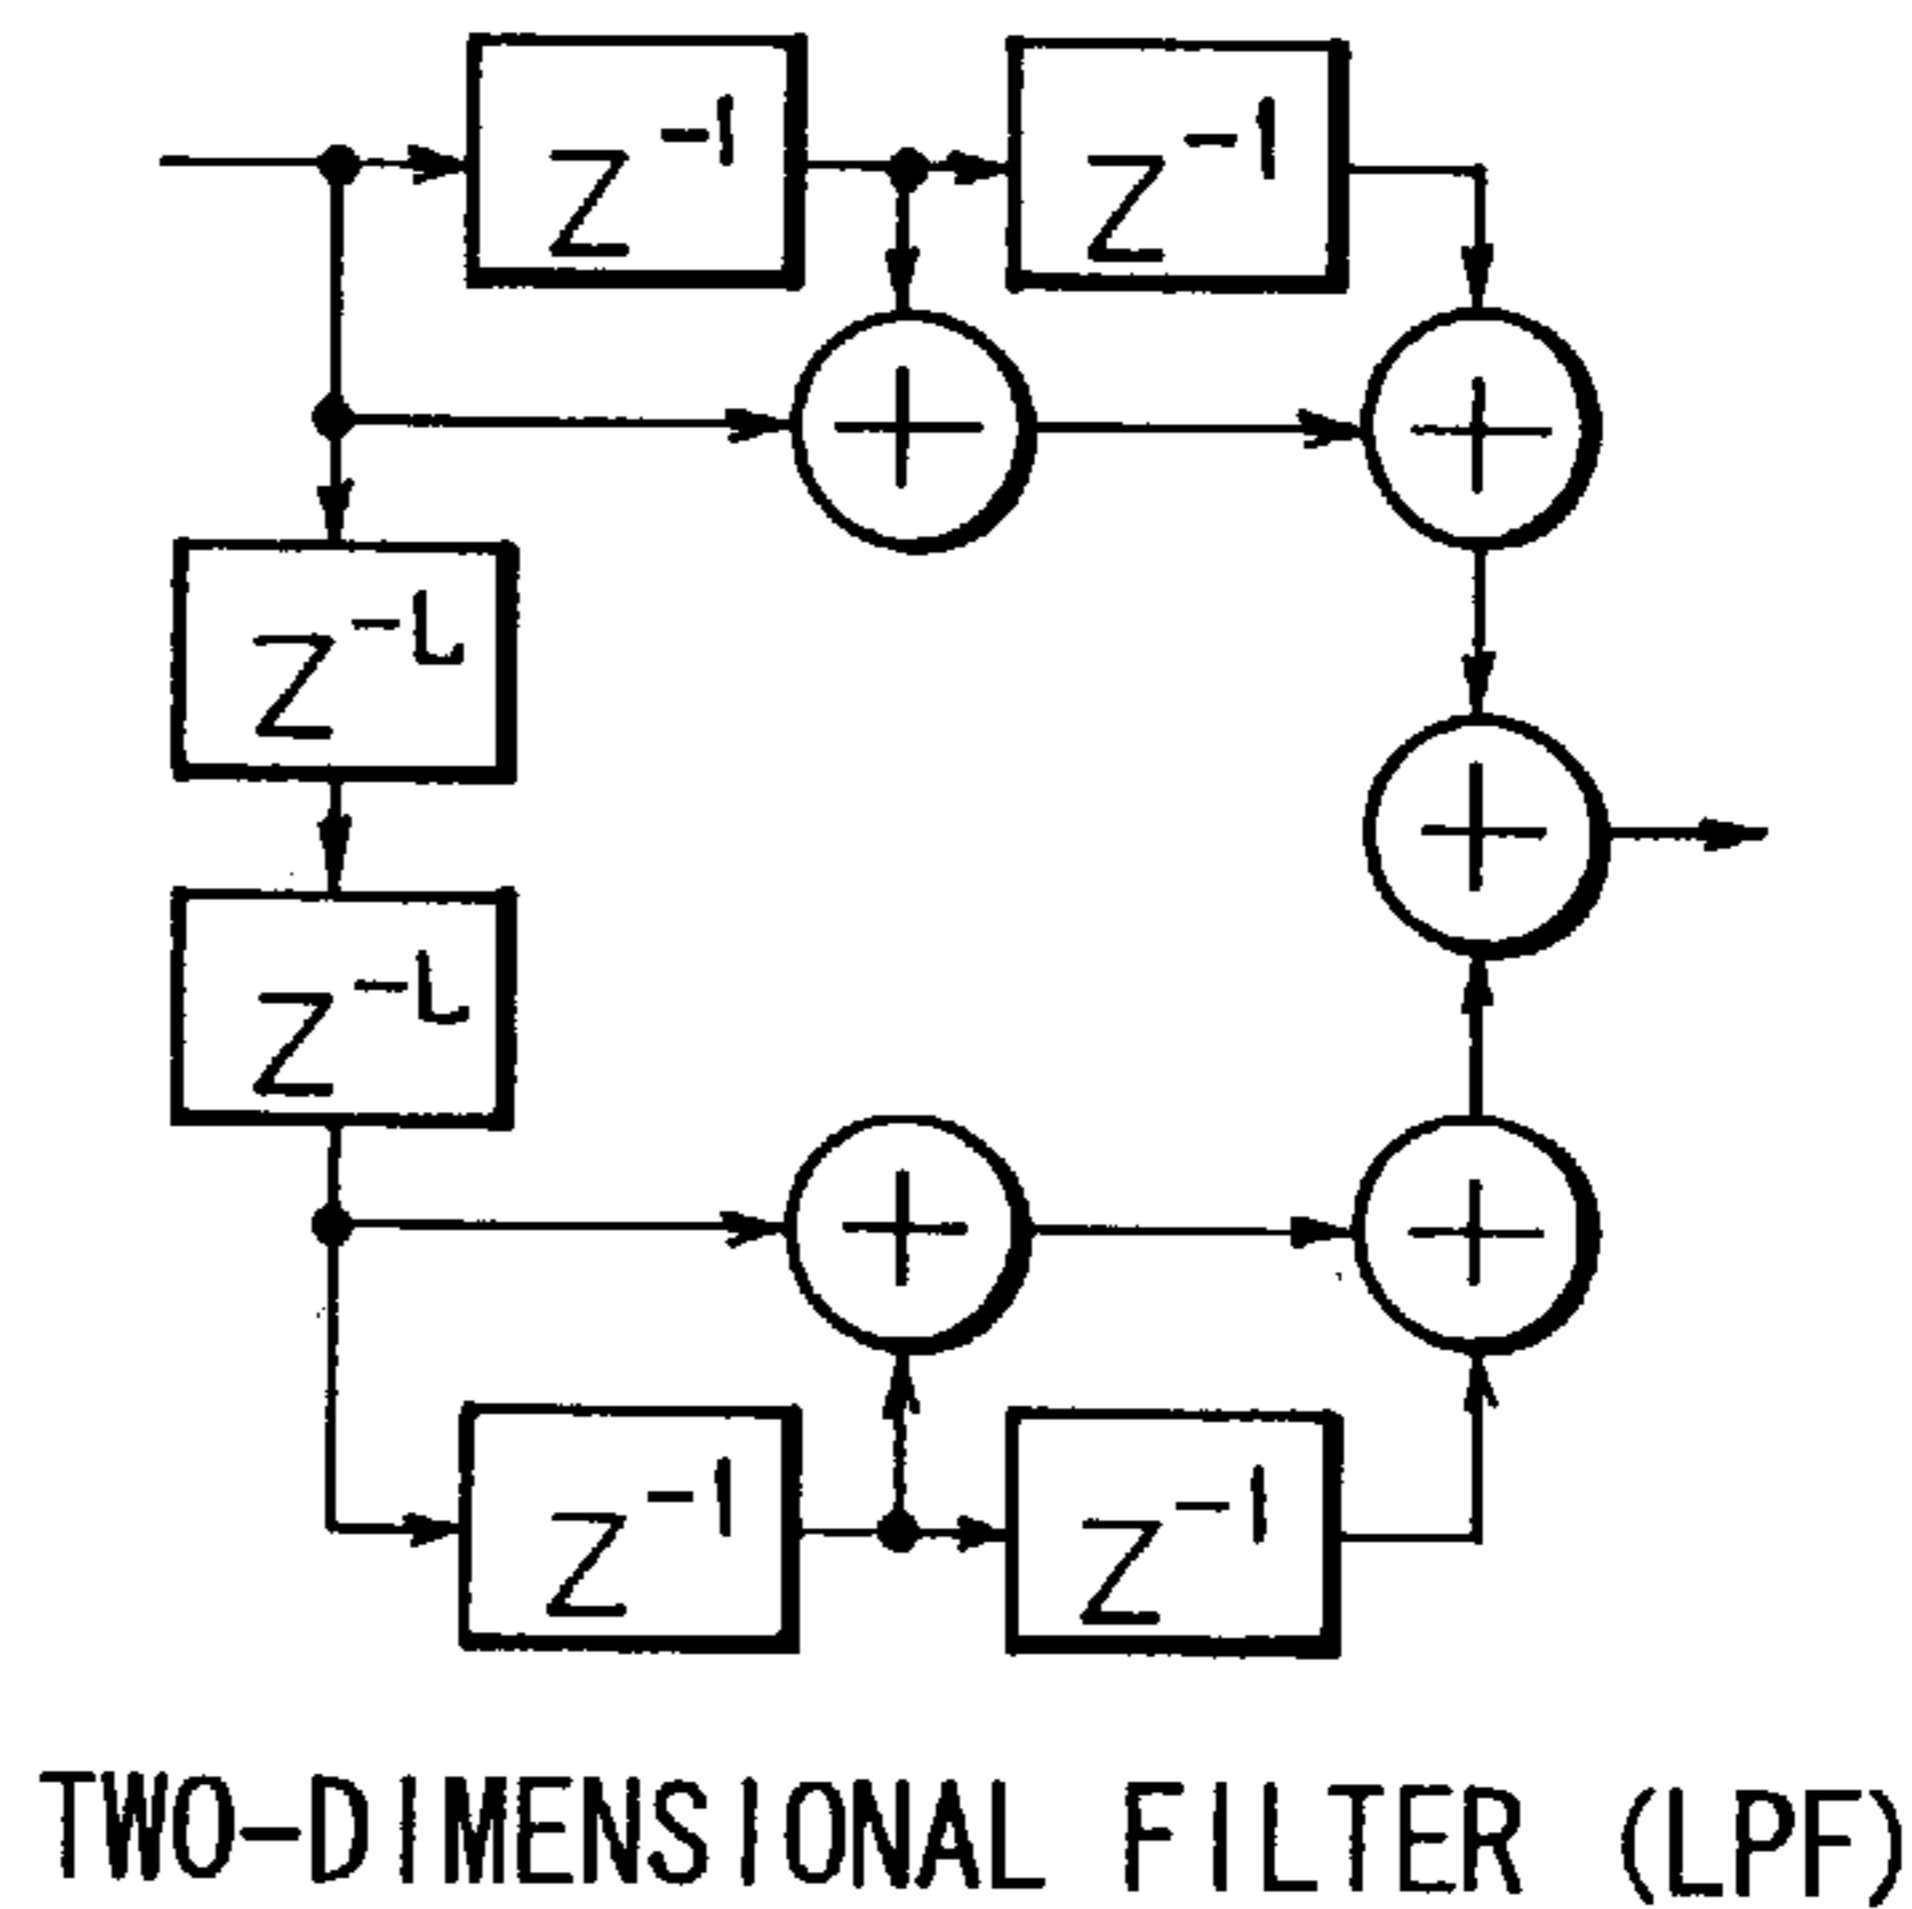 Z⁻¹ Z⁻¹
+ +
Z⁻ᴸ
+
Z⁻ᴸ
+ +
Z⁻¹ Z⁻¹
TWO-DIMENSIONAL FILTER (LPF)